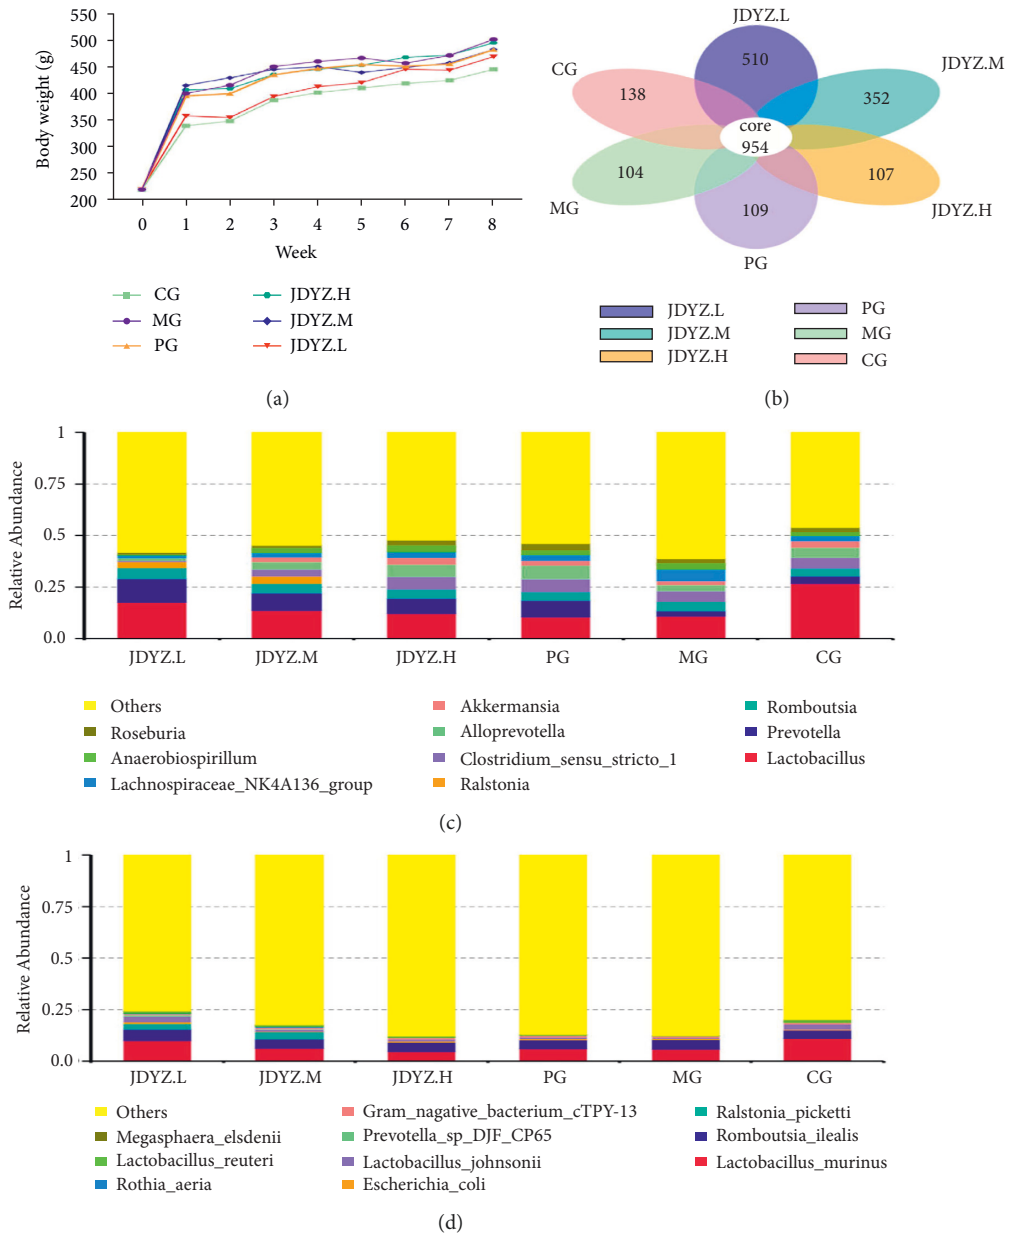 550
500
450
400
350
300
250
200
Body weight (g)
0 1 2 3 4 5 6 7 8
Week
CG
MG
PG
JDYZ.H
JDYZ.M
JDYZ.L
(a)
JDYZ.L
510
JDYZ.M
352
CG
138
core
954
MG
104
107
JDYZ.H
109
PG
JDYZ.L
JDYZ.M
JDYZ.H
PG
MG
CG
(b)
Relative Abundance
1
0.75
0.5
0.25
0.0
JDYZ.L JDYZ.M JDYZ.H PG MG CG
Others
Roseburia
Anaerobiospirillum
Lachnospiraceae_NK4A136_group
Akkermansia
Alloprevotella
Clostridium_sensu_stricto_1
Ralstonia
Romboutsia
Prevotella
Lactobacillus
(c)
Relative Abundance
1
0.75
0.5
0.25
0.0
JDYZ.L JDYZ.M JDYZ.H PG MG CG
Others
Megasphaera_elsdenii
Lactobacillus_reuteri
Rothia_aeria
Gram_nagative_bacterium_cTPY-13
Prevotella_sp_DJF_CP65
Lactobacillus_johnsonii
Escherichia_coli
Ralstonia_picketti
Romboutsia_ilealis
Lactobacillus_murinus
(d)